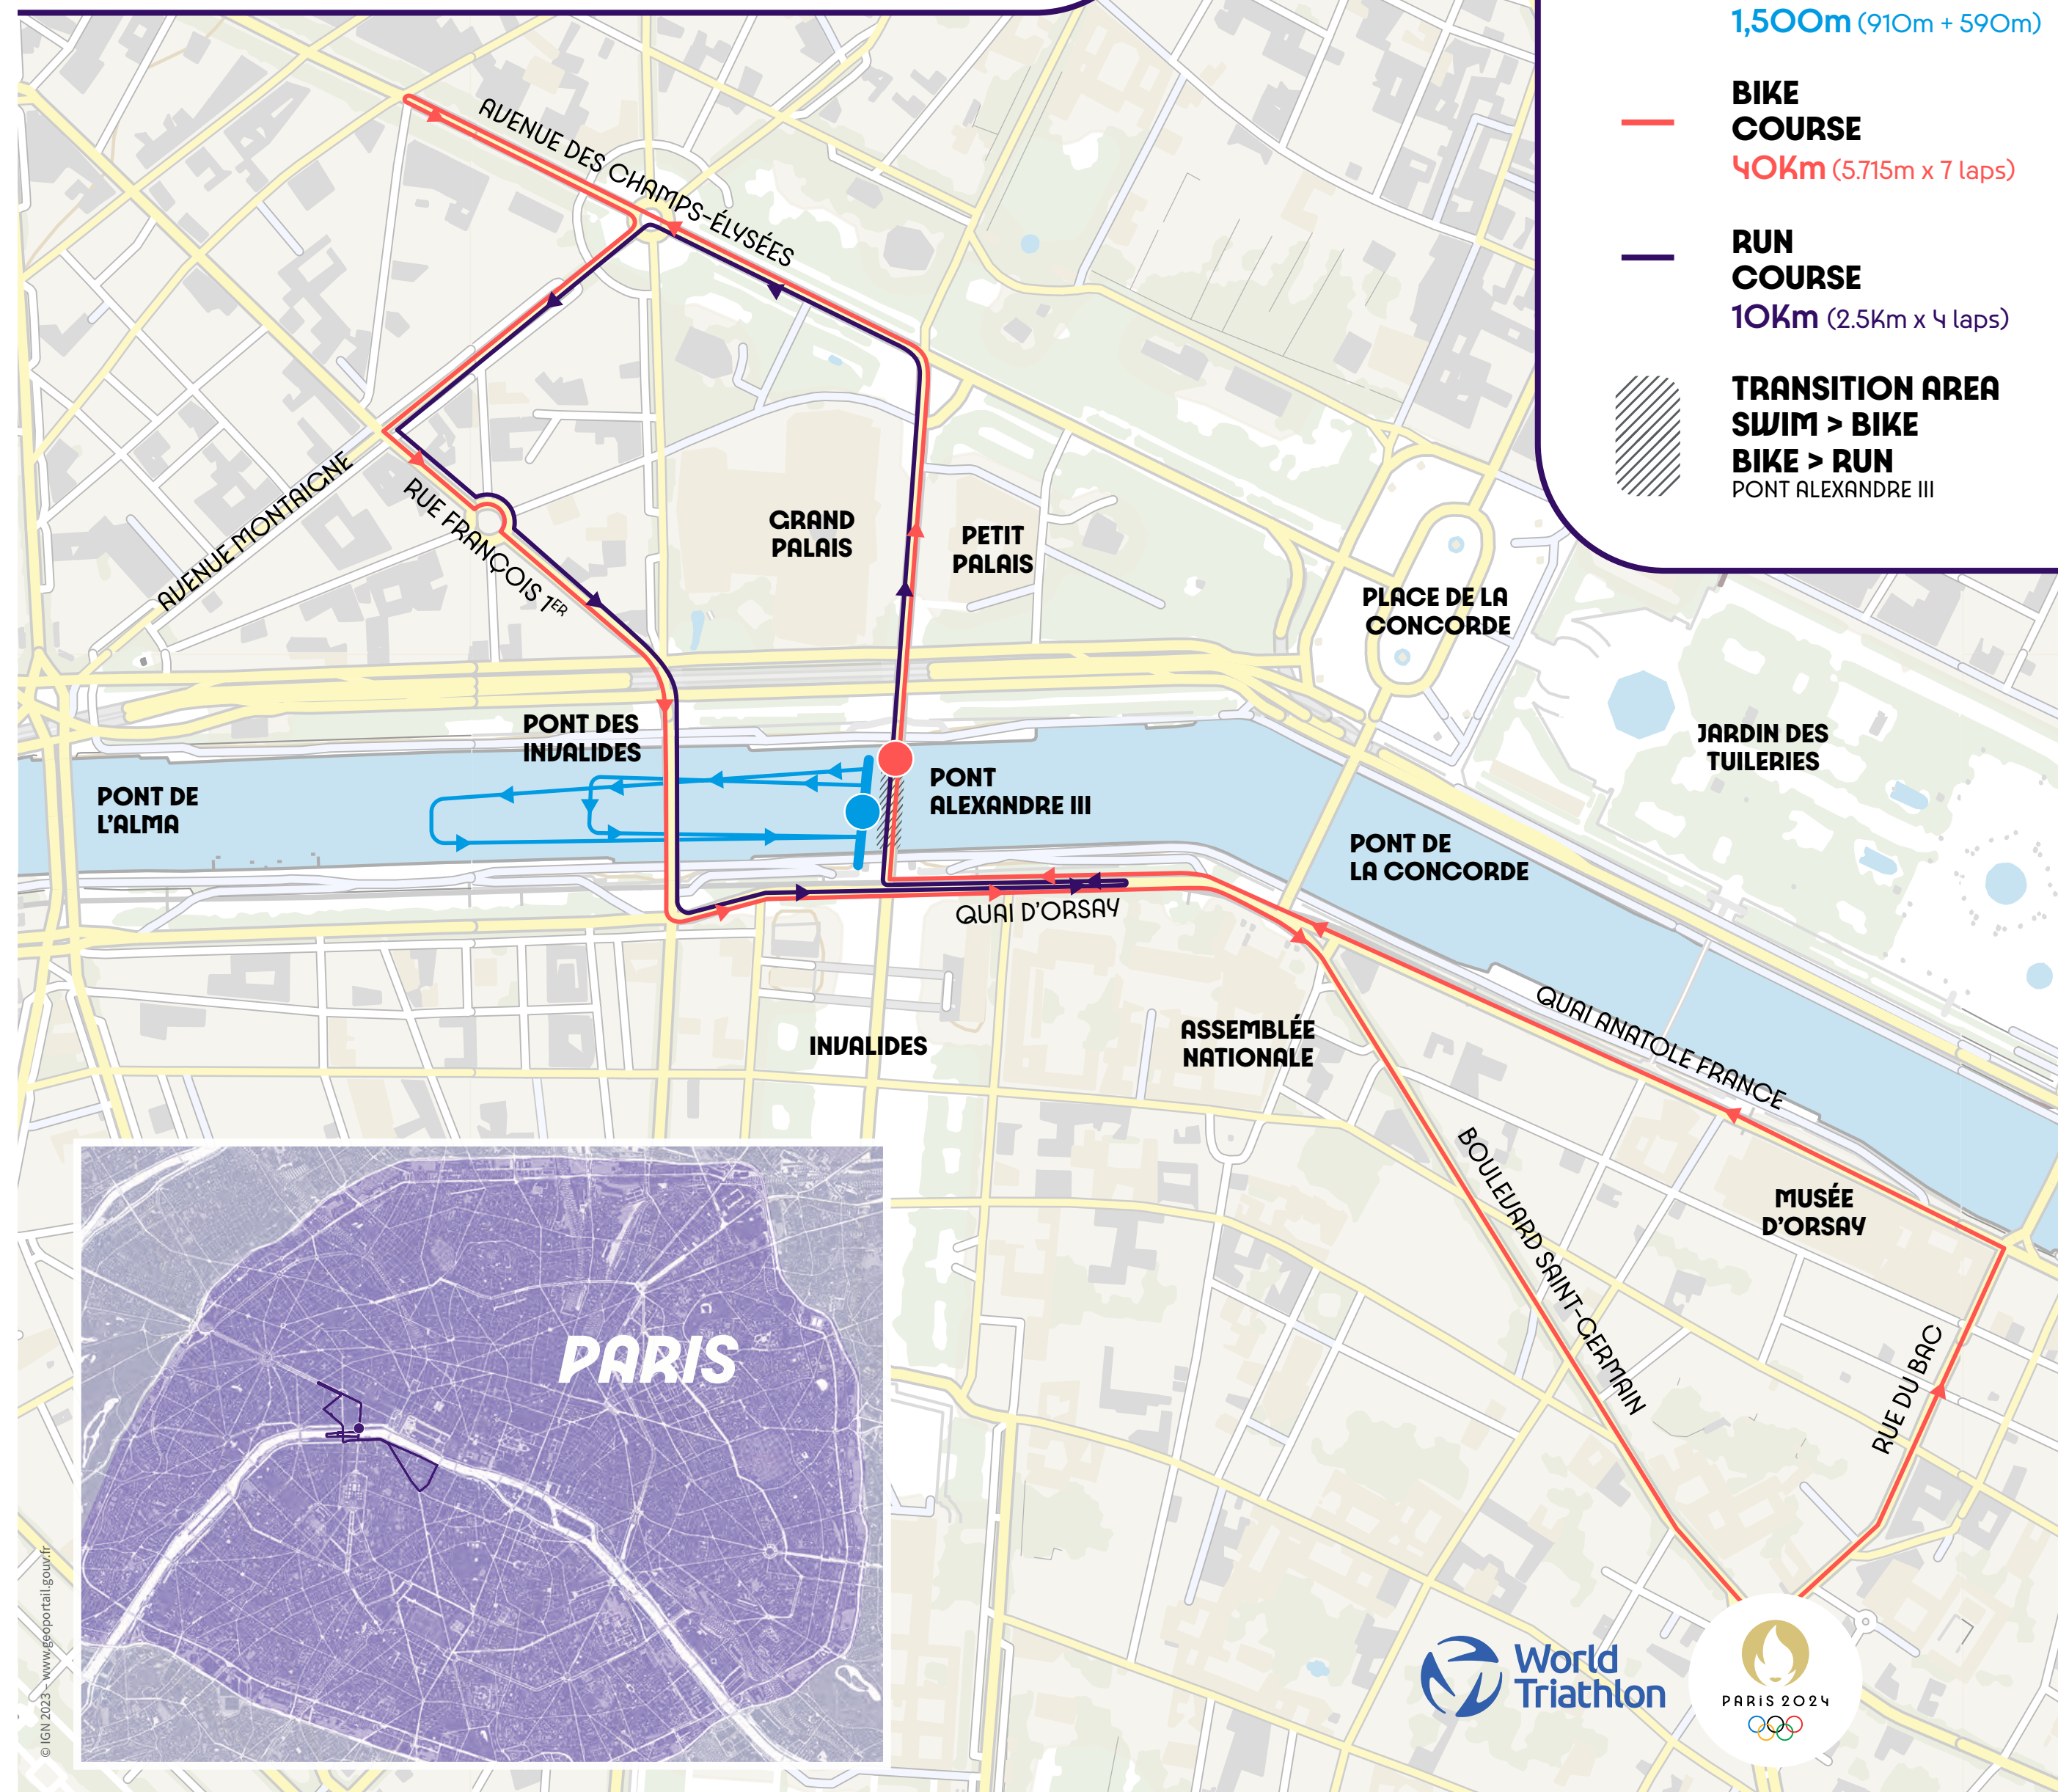 1,500m (910m + 590m)
BIKE
COURSE
40Km (5.715m x 7 laps)
RUN
COURSE
10Km (2.5Km x 4 laps)
TRANSITION AREA
SWIM > BIKE
BIKE > RUN
PONT ALEXANDRE III
AVENUE DES CHAMPS-ÉLYSÉES
AVENUE MONTAIGNE
RUE FRANÇOIS 1ER
GRAND
PALAIS
PETIT
PALAIS
PLACE DE LA
CONCORDE
JARDIN DES
TUILERIES
PONT DES
INVALIDES
PONT DE
L'ALMA
PONT
ALEXANDRE III
PONT DE
LA CONCORDE
QUAI D'ORSAY
QUAI ANATOLE FRANCE
INVALIDES
ASSEMBLÉE
NATIONALE
BOULEVARD SAINT-GERMAIN
MUSÉE
D'ORSAY
RUE DU BAC
PARIS
World
Triathlon
PARIS 2024
© IGN 2023 – www.geoportail.gouv.fr